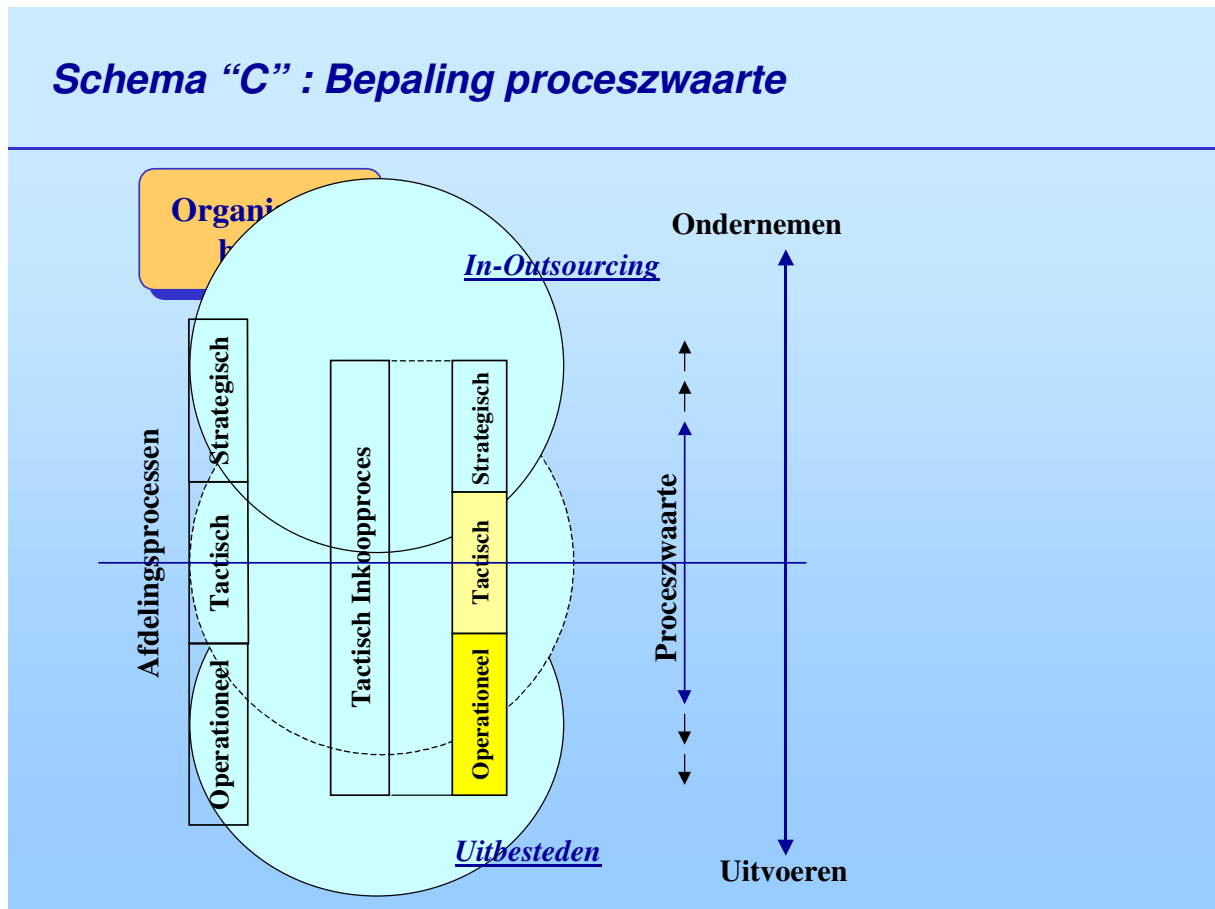 Schema “C” : Bepaling proceszwaarte
Ondernemen
In-Outsourcing
Afdelingsprocessen
Strategisch
Tactisch
Operationeel
Tactisch Inkoopproces
Strategisch
Tactisch
Operationeel
Proceszwaarte
Uitbesteden
Uitvoeren